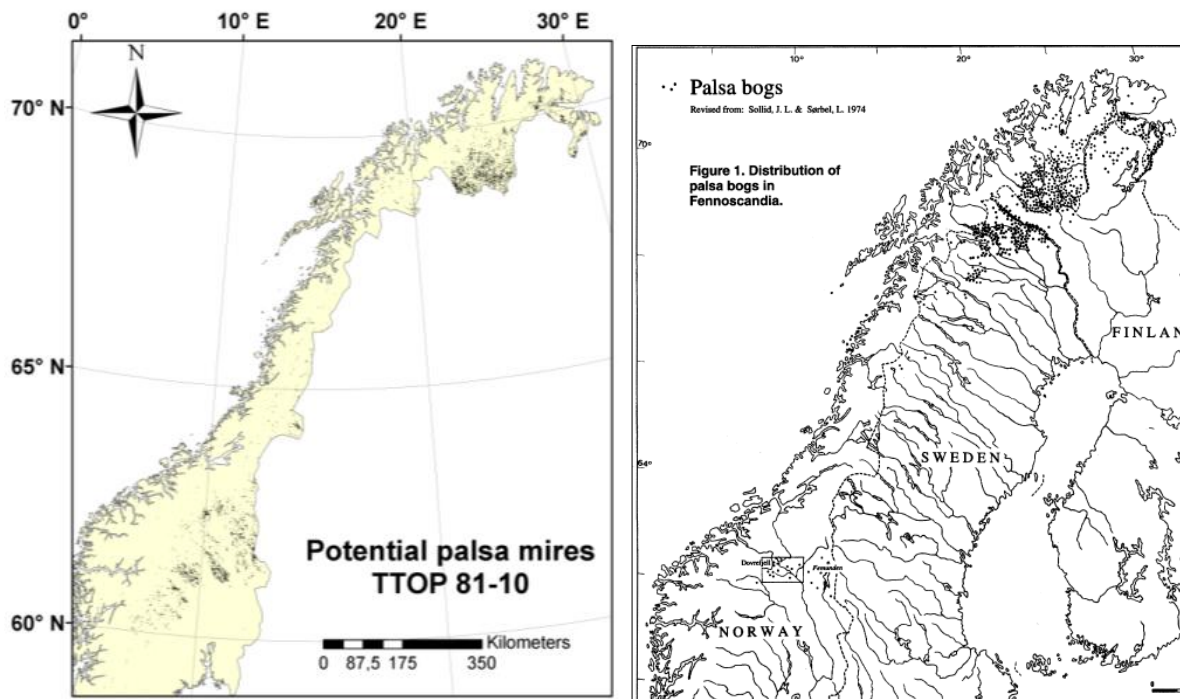 0°
10° E
20° E
30° E
N
70° N
65° N
60° N
Potential palsa mires
TTOP 81-10
Kilometers
0 87,5 175 350
10°
20°
30°
Palsa bogs
Revised from: Sollid, J. L. & Sørbel, L. 1974
70°
Figure 1. Distribution of
palsa bogs in
Fennoscandia.
FINLAN
SWEDEN
64°
Dovrefjell
Femunden
NORWAY
0